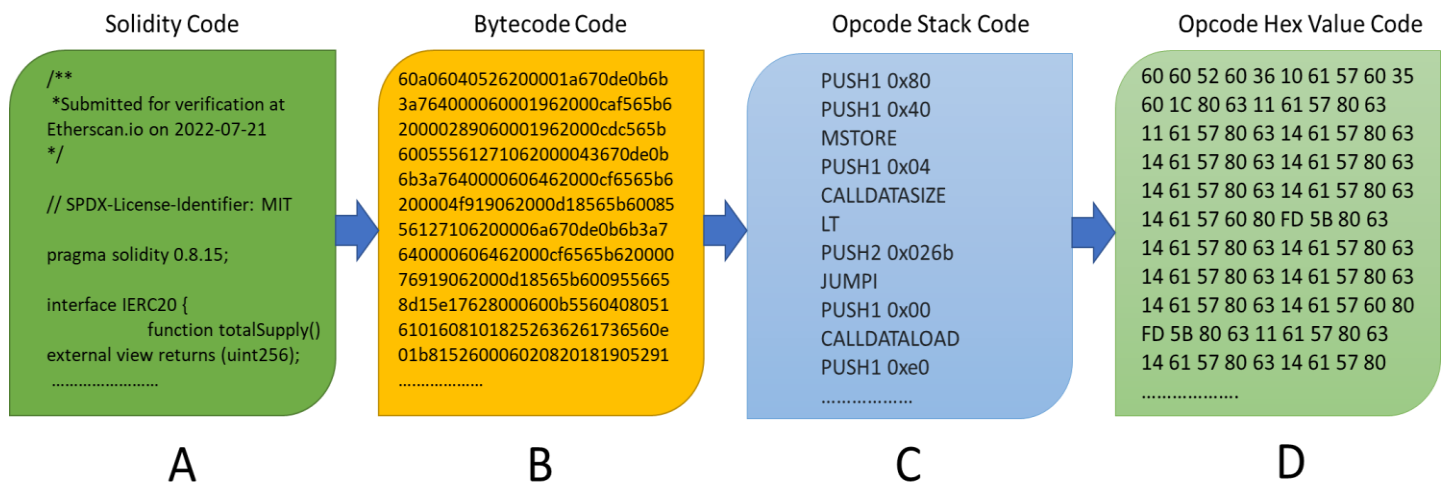 Solidity Code
/**
*Submitted for verification at
Etherscan.io on 2022-07-21
*/
// SPDX-License-Identifier: MIT
pragma solidity 0.8.15;
interface IERC20 {
function totalSupply()
external view returns (uint256);
........................
A
Bytecode Code
60a06040526200001a670de0b6b
3a764000060001962000caf565b6
20000289060001962000cdc565b
6005556127106200043670de0b
6b3a7640000606462000cf6565b6
200004f919062000d18565b60085
56127106200006a670de0b6b3a7
640000606462000cf6565b620000
76919062000d18565b600955665
8d15e17628000600b5560408051
610160810182526362617365 60e
01b815260006020820181905291
...................
B
Opcode Stack Code
PUSH1 0x80
PUSH1 0x40
MSTORE
PUSH1 0x04
CALLDATASIZE
LT
PUSH2 0x026b
JUMPI
PUSH1 0x00
CALLDATALOAD
PUSH1 0xe0
....................
C
Opcode Hex Value Code
60 60 52 60 36 10 61 57 60 35
60 1C 80 63 11 61 57 80 63
11 61 57 80 63 14 61 57 80 63
14 61 57 80 63 14 61 57 80 63
14 61 57 80 63 14 61 57 80 63
14 61 57 60 80 FD 5B 80 63
14 61 57 80 63 14 61 57 80 63
14 61 57 80 63 14 61 57 80 63
14 61 57 80 63 14 61 57 60 80
FD 5B 80 63 11 61 57 80 63
14 61 57 80 63 14 61 57 80
...................
D